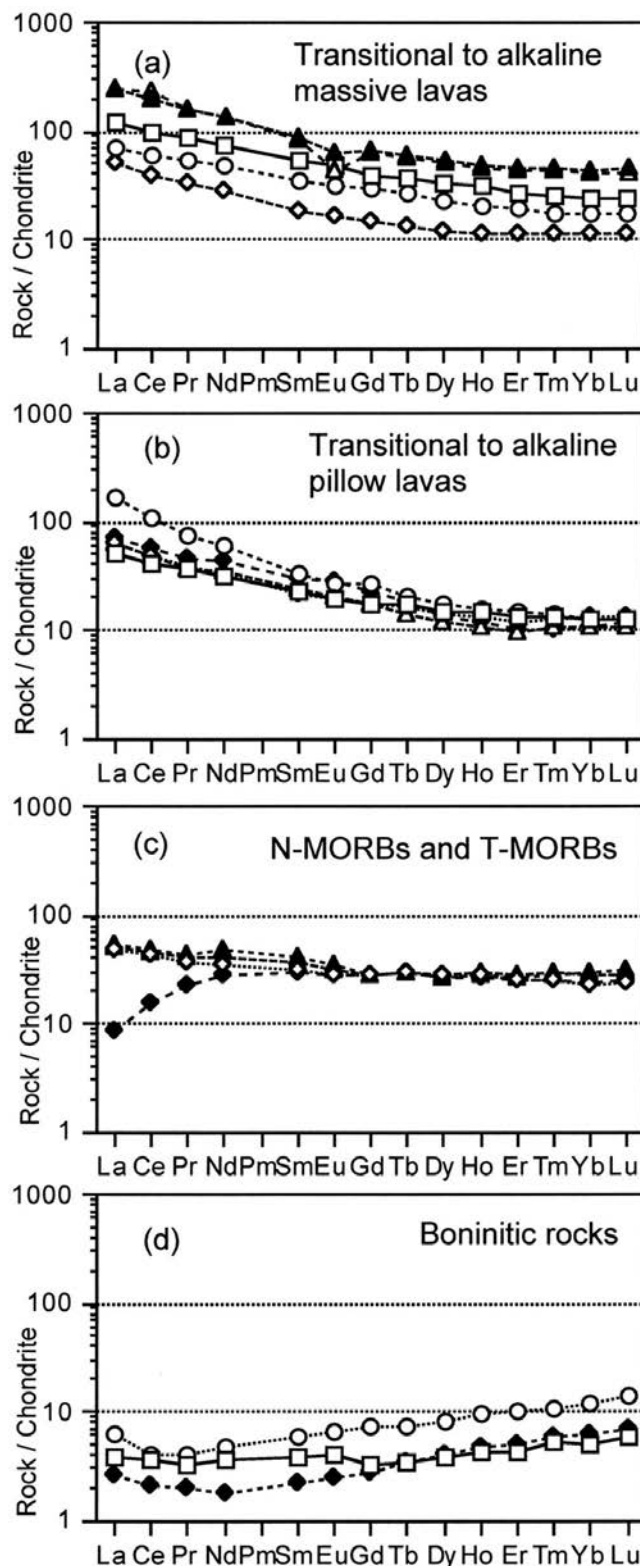 1000
(a)
Transitional to alkaline
massive lavas
100
10
1
Rock / Chondrite
La Ce Pr Nd Pm Sm Eu Gd Tb Dy Ho Er Tm Yb Lu
1000
(b)
Transitional to alkaline
pillow lavas
100
10
1
Rock / Chondrite
La Ce Pr Nd Pm Sm Eu Gd Tb Dy Ho Er Tm Yb Lu
1000
(c)
N-MORBs and T-MORBs
100
10
1
Rock / Chondrite
La Ce Pr Nd Pm Sm Eu Gd Tb Dy Ho Er Tm Yb Lu
1000
(d)
Boninitic rocks
100
10
1
Rock / Chondrite
La Ce Pr Nd Pm Sm Eu Gd Tb Dy Ho Er Tm Yb Lu